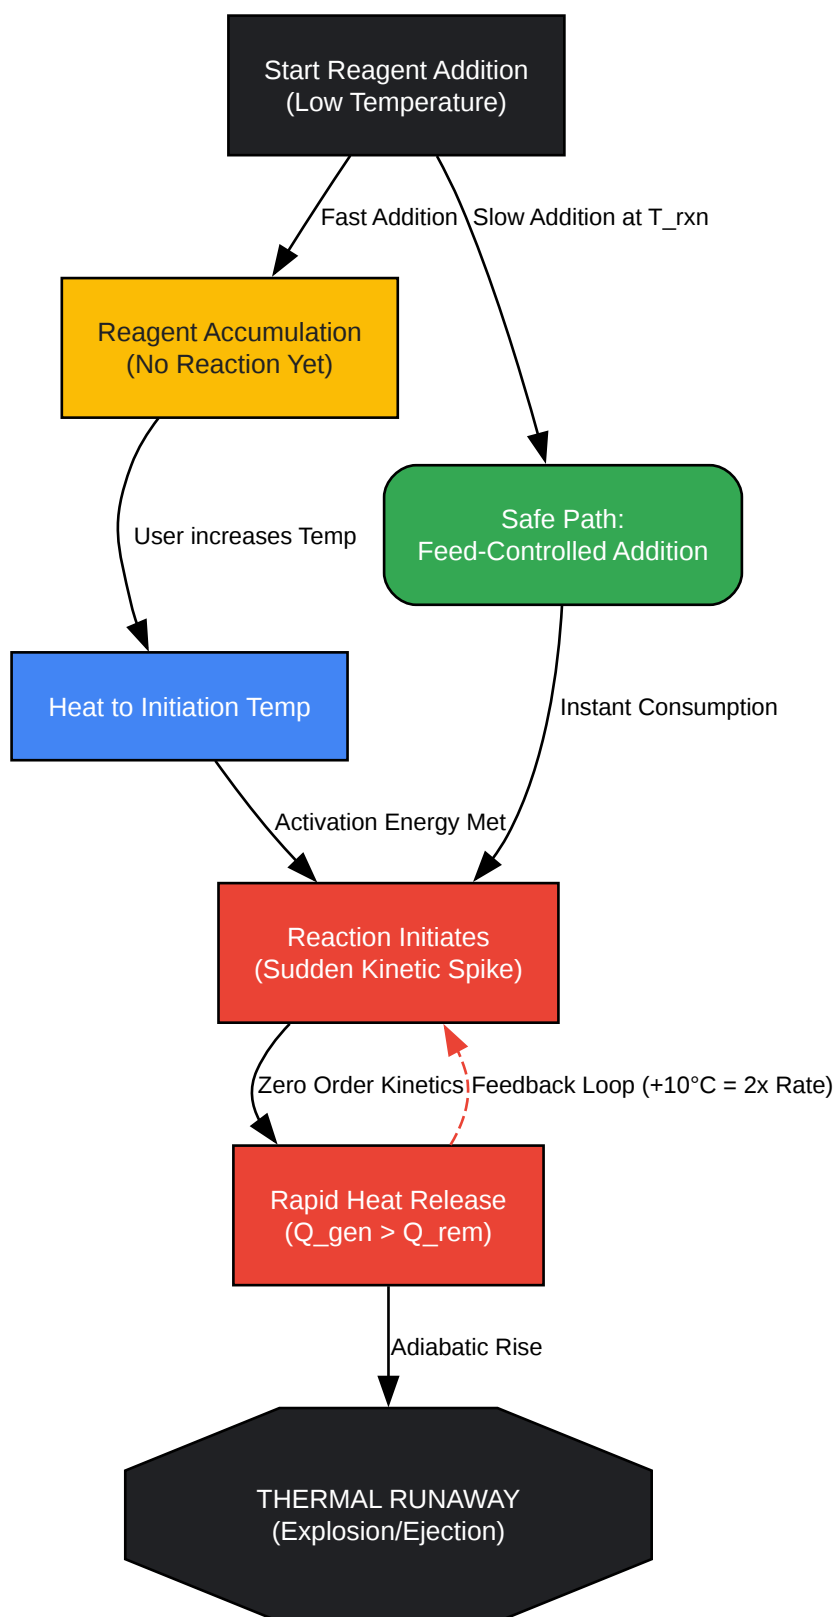 Start Reagent Addition
(Low Temperature)
Fast Addition
Slow Addition at T_rxn
Reagent Accumulation
(No Reaction Yet)
Safe Path:
Feed-Controlled Addition
User increases Temp
Heat to Initiation Temp
Instant Consumption
Activation Energy Met
Reaction Initiates
(Sudden Kinetic Spike)
Zero Order Kinetics
Feedback Loop (+10°C = 2x Rate)
Rapid Heat Release
(Q_gen > Q_rem)
Adiabatic Rise
THERMAL RUNAWAY
(Explosion/Ejection)